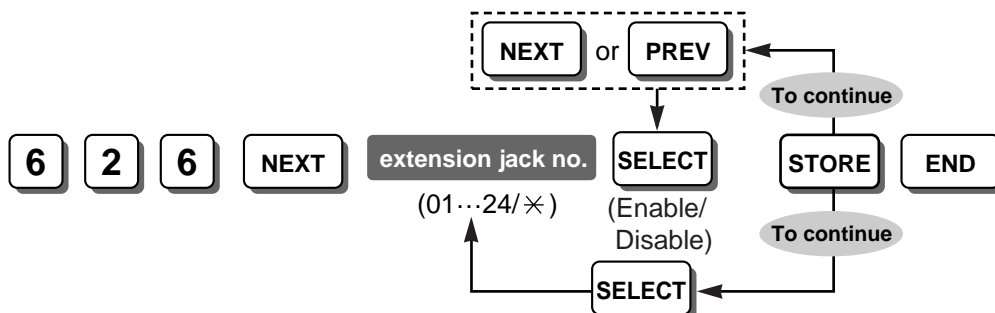 NEXT or PREV
To continue
6 2 6 NEXT extension jack no. SELECT STORE END
(01···24/✳)
(Enable/
Disable)
To continue
SELECT